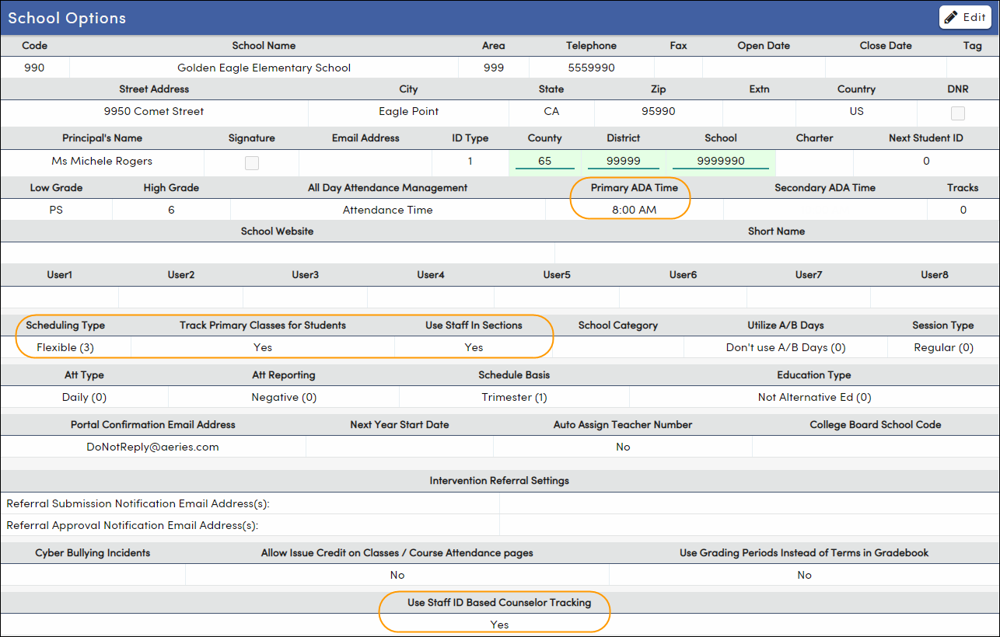 School Options Edit
Code School Name Area Telephone Fax Open Date Close Date Tag
990 Golden Eagle Elementary School 999 5559990
Street Address City State Zip Extn Country DNR
9950 Comet Street Eagle Point CA 95990 US
Principal's Name Signature Email Address ID Type County District School Charter Next Student ID
Ms Michele Rogers 1 65 99999 9999990 0
Low Grade High Grade All Day Attendance Management Primary ADA Time Secondary ADA Time Tracks
PS 6 Attendance Time 8:00 AM 0
School Website Short Name
User1 User2 User3 User4 User5 User6 User7 User8
Scheduling Type Track Primary Classes for Students Use Staff In Sections School Category Utilize A/B Days Session Type
Flexible (3) Yes Yes Don't use A/B Days (0) Regular (0)
Att Type Att Reporting Schedule Basis Education Type
Daily (0) Negative (0) Trimester (1) Not Alternative Ed (0)
Portal Confirmation Email Address Next Year Start Date Auto Assign Teacher Number College Board School Code
DoNotReply@aeries.com No
Intervention Referral Settings
Referral Submission Notification Email Address(s):
Referral Approval Notification Email Address(s):
Cyber Bullying Incidents Allow Issue Credit on Classes / Course Attendance pages Use Grading Periods Instead of Terms in Gradebook
No No
Use Staff ID Based Counselor Tracking
Yes